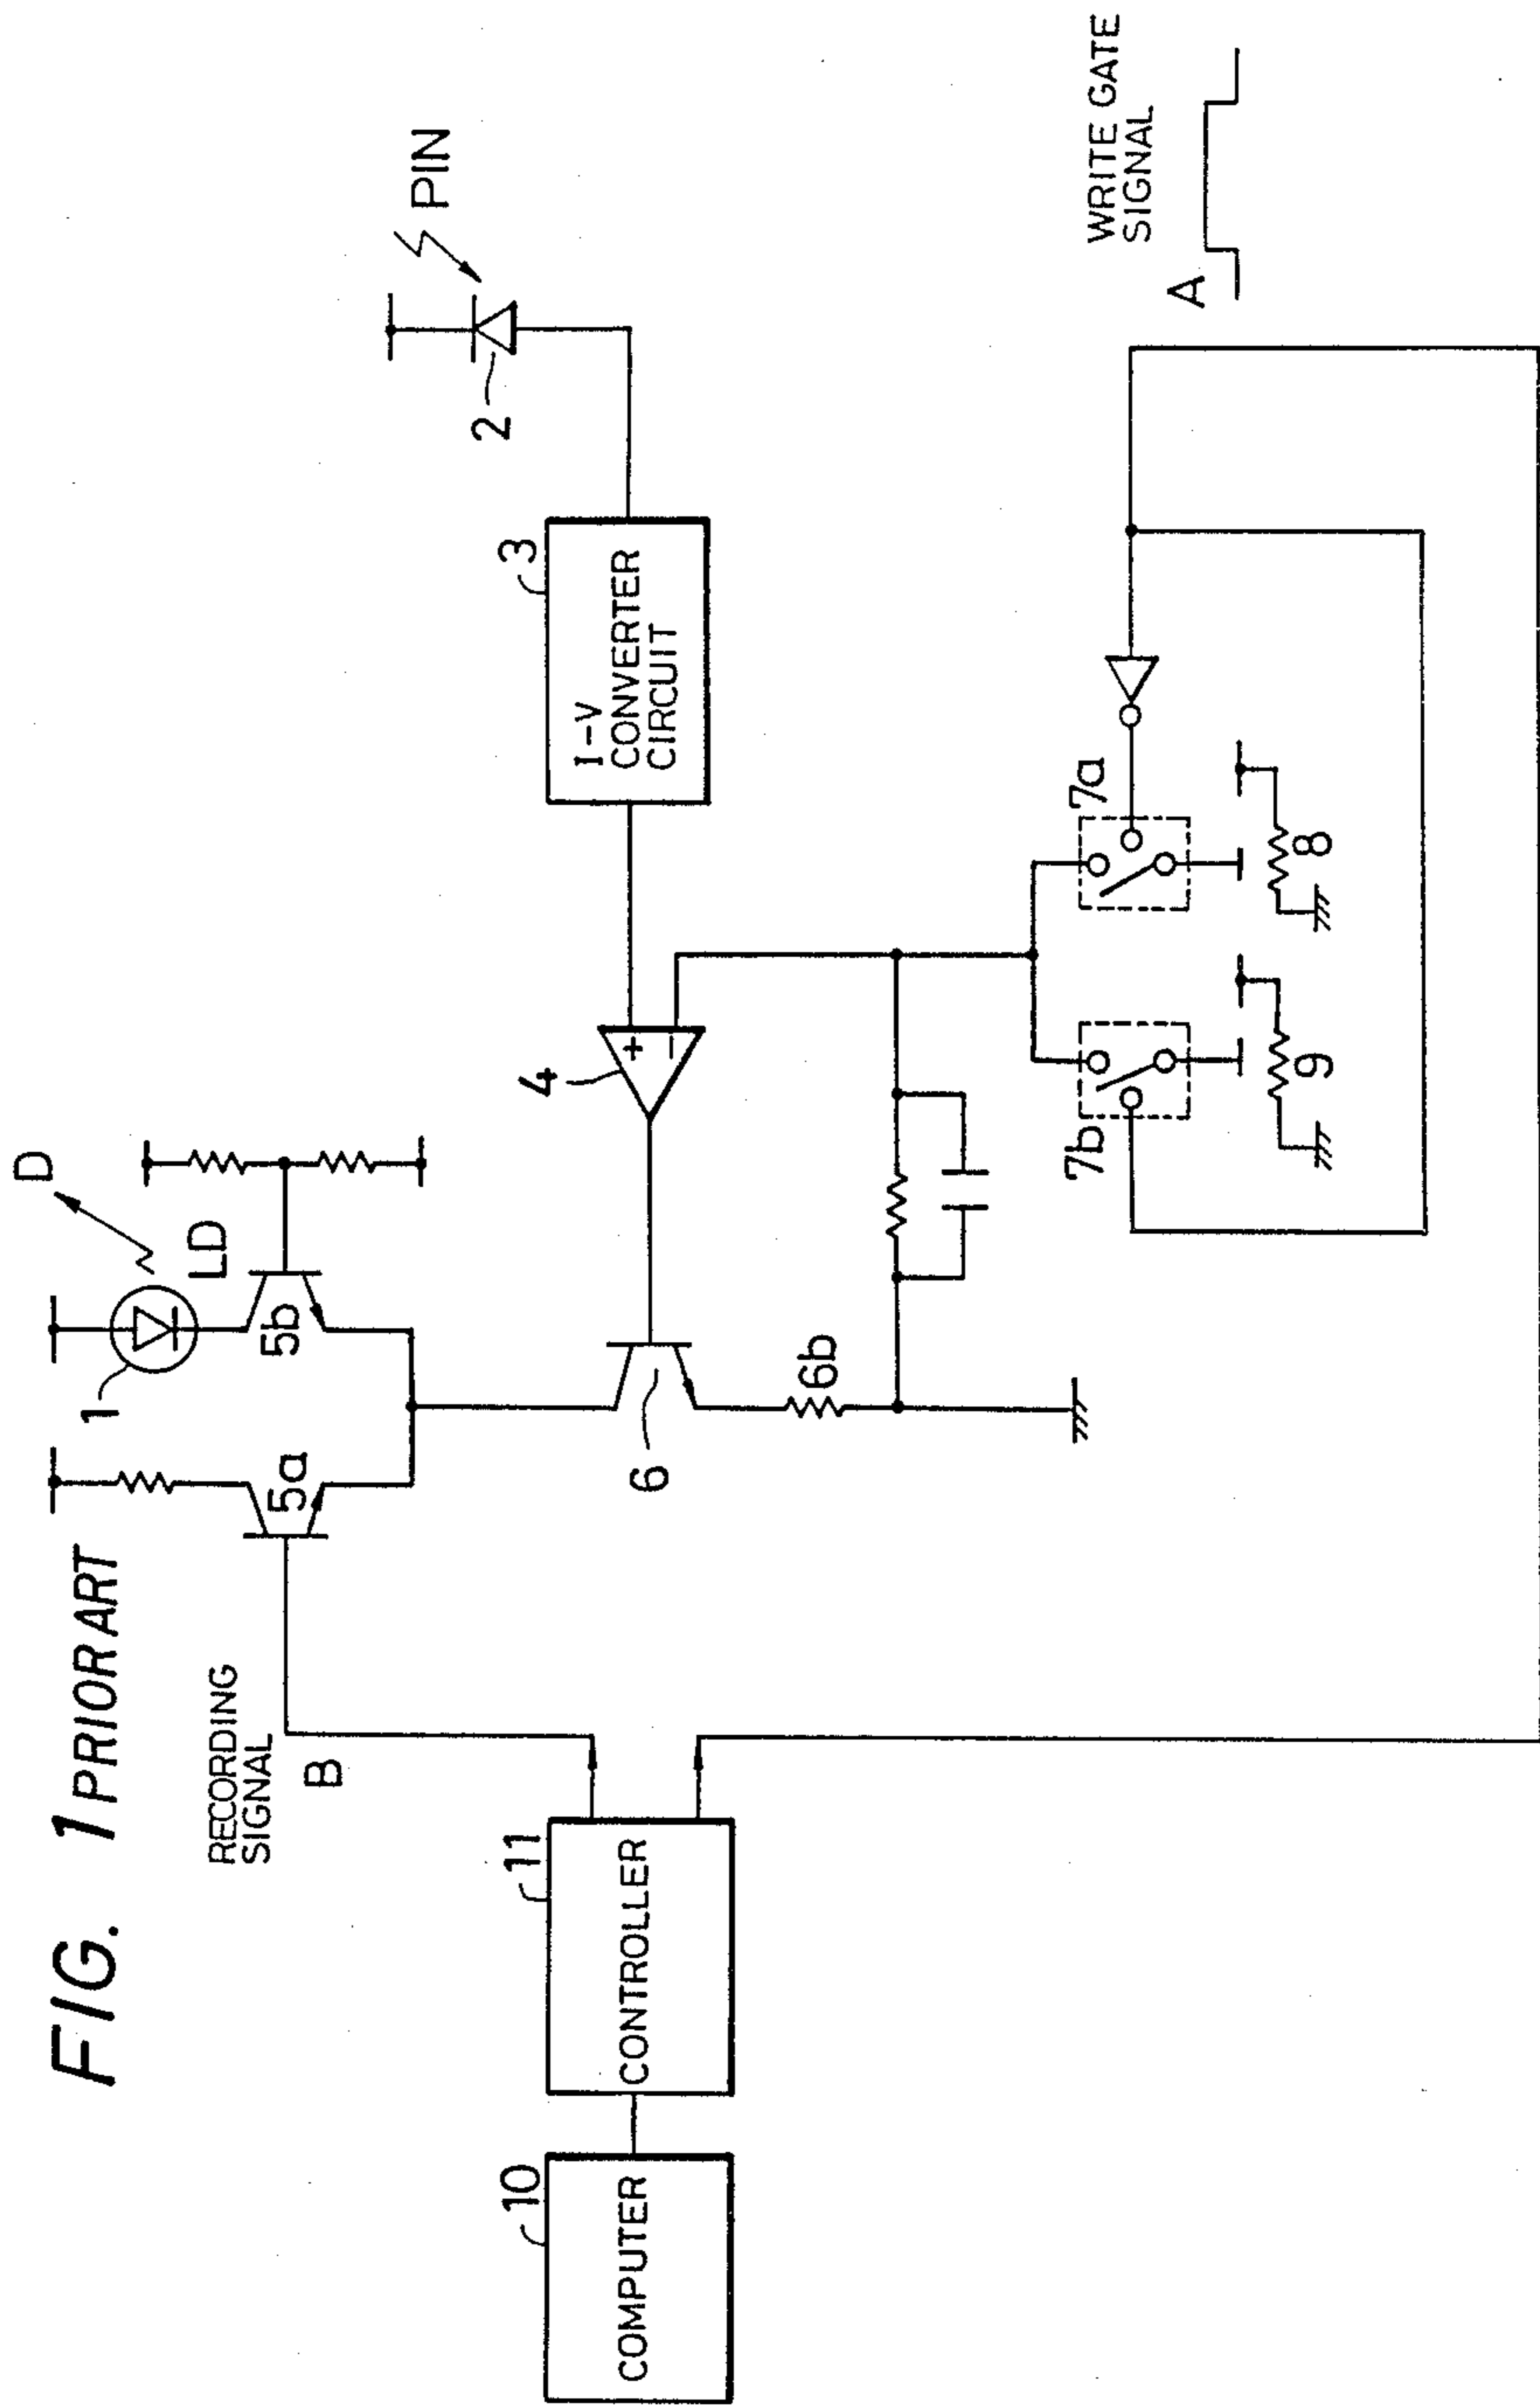 FIG. 1 PRIOR ART
RECORDING
SIGNAL
B
5a
1
5b
LD
D
6
6b
4
+
−
3
I-V
CONVERTER
CIRCUIT
2
PIN
10
COMPUTER
11
CONTROLLER
7b
7a
9
8
A
WRITE GATE
SIGNAL